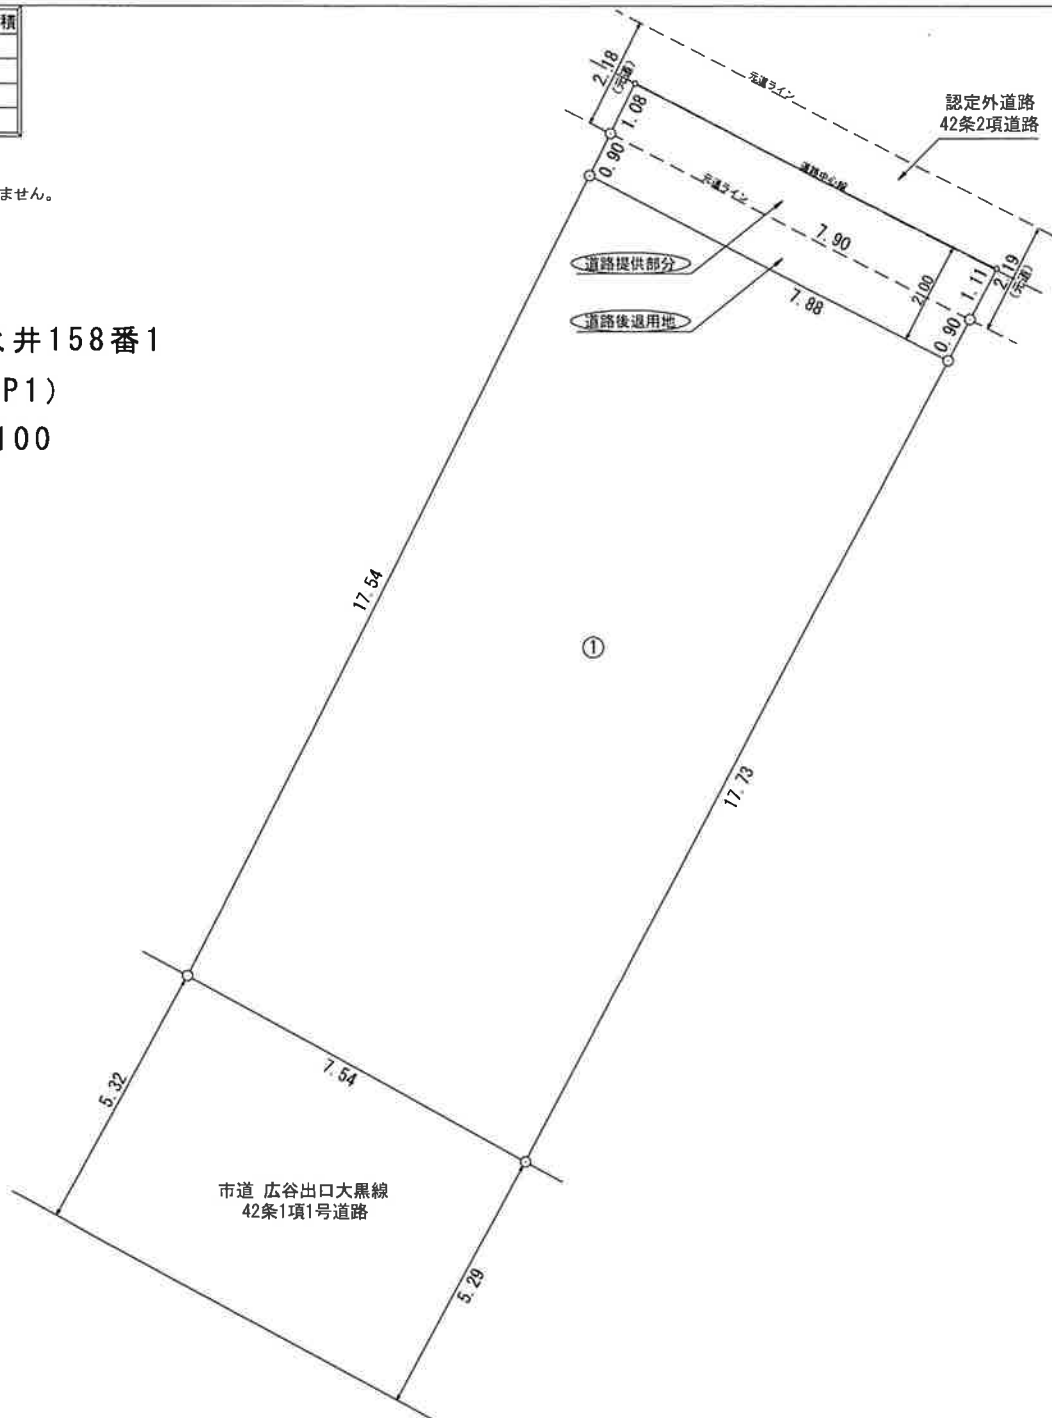 積
ません。
井158番1
P1)
100
2.18
(元道)
1.08
0.90
元道ライン
認定外道路
42条2項道路
道路中心線
元道ライン
7.90
道路提供部分
7.88
道路後退用地
2.00
1.11
2.19
(元道)
0.90
17.54
①
17.73
5.32
7.54
市道 広谷出口大黒線
42条1項1号道路
5.29